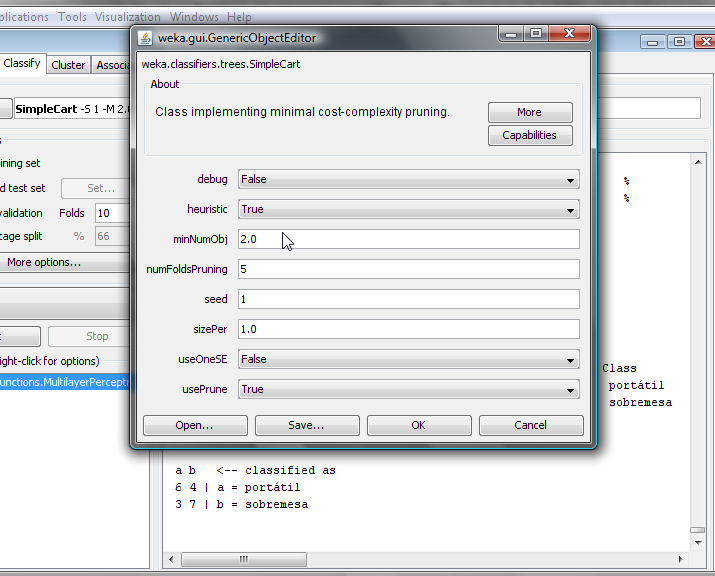 plications Tools Visualization Windows Help
weka.gui.GenericObjectEditor
Classify Cluster Associa
weka.classifiers.trees.SimpleCart
About
Class implementing minimal cost-complexity pruning.
More
Capabilities
SimpleCart -S 1 -M 2.0
ining set
d test set Set...
validation Folds 10
tage split % 66
More options...
Stop
ight-click for options)
unctions.MultilayerPercept
debug False
heuristic True
minNumObj 2.0
numFoldsPruning 5
seed 1
sizePer 1.0
useOneSE False
usePrune True
Open... Save... OK Cancel
%
%
Class
portátil
sobremesa
a b <-- classified as
6 4 | a = portátil
3 7 | b = sobremesa